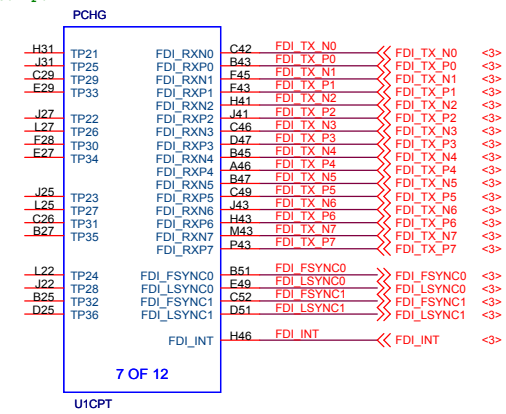 PCHG
H31 TP21 FDI_RXN0 C42 FDI_TX_N0 FDI_TX_N0 <3>
J31 TP25 FDI_RXP0 B43 FDI_TX_P0 FDI_TX_P0 <3>
C29 TP29 FDI_RXN1 F45 FDI_TX_N1 FDI_TX_N1 <3>
E29 TP33 FDI_RXP1 F43 FDI_TX_P1 FDI_TX_P1 <3>
FDI_RXN2 H41 FDI_TX_N2 FDI_TX_N2 <3>
J27 TP22 FDI_RXP2 J41 FDI_TX_P2 FDI_TX_P2 <3>
L27 TP26 FDI_RXN3 C46 FDI_TX_N3 FDI_TX_N3 <3>
F28 TP30 FDI_RXP3 D47 FDI_TX_P3 FDI_TX_P3 <3>
E27 TP34 FDI_RXN4 B45 FDI_TX_N4 FDI_TX_N4 <3>
FDI_RXP4 A46 FDI_TX_P4 FDI_TX_P4 <3>
FDI_RXN5 B47 FDI_TX_N5 FDI_TX_N5 <3>
J25 TP23 FDI_RXP5 C49 FDI_TX_P5 FDI_TX_P5 <3>
L25 TP27 FDI_RXN6 J43 FDI_TX_N6 FDI_TX_N6 <3>
C26 TP31 FDI_RXP6 H43 FDI_TX_P6 FDI_TX_P6 <3>
B27 TP35 FDI_RXN7 M43 FDI_TX_N7 FDI_TX_N7 <3>
FDI_RXP7 P43 FDI_TX_P7 FDI_TX_P7 <3>
L22 TP24 FDI_FSYNC0 B51 FDI_FSYNC0 FDI_FSYNC0 <3>
J22 TP28 FDI_LSYNC0 E49 FDI_LSYNC0 FDI_LSYNC0 <3>
B25 TP32 FDI_FSYNC1 C52 FDI_FSYNC1 FDI_FSYNC1 <3>
D25 TP36 FDI_LSYNC1 D51 FDI_LSYNC1 FDI_LSYNC1 <3>
FDI_INT H46 FDI_INT FDI_INT <3>
7 OF 12
U1CPT